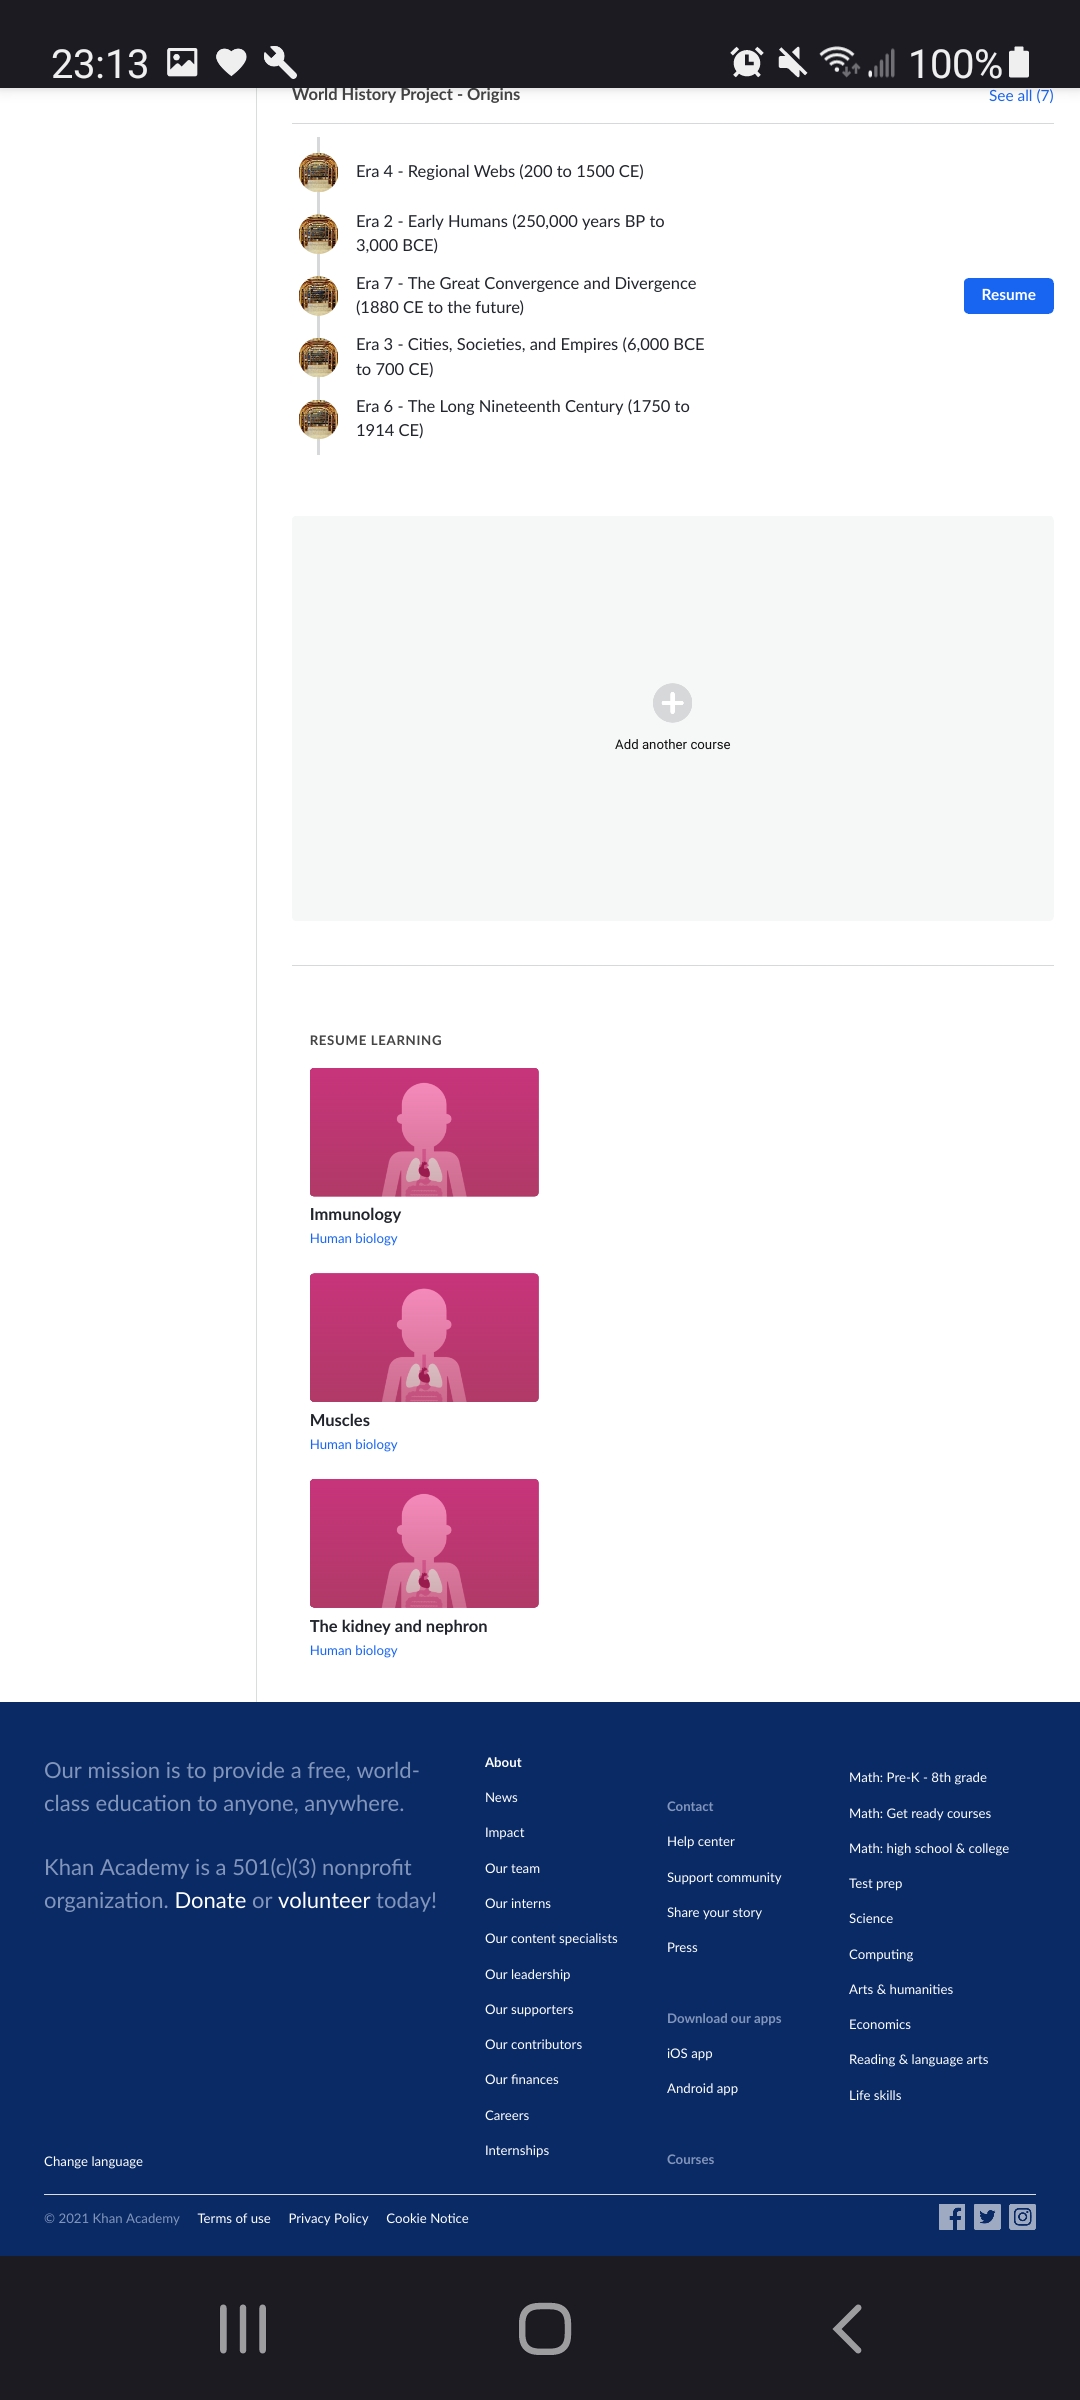 23:13
100%
World History Project - Origins
See all (7)
Era 4 - Regional Webs (200 to 1500 CE)
Era 2 - Early Humans (250,000 years BP to
3,000 BCE)
Era 7 - The Great Convergence and Divergence
(1880 CE to the future)
Resume
Era 3 - Cities, Societies, and Empires (6,000 BCE
to 700 CE)
Era 6 - The Long Nineteenth Century (1750 to
1914 CE)
Add another course
RESUME LEARNING
Immunology
Human biology
Muscles
Human biology
The kidney and nephron
Human biology
Our mission is to provide a free, world-
class education to anyone, anywhere.
Khan Academy is a 501(c)(3) nonprofit
organization. Donate or volunteer today!
Change language
About
News
Impact
Our team
Our interns
Our content specialists
Our leadership
Our supporters
Our contributors
Our finances
Careers
Internships
Contact
Help center
Support community
Share your story
Press
Download our apps
iOS app
Android app
Courses
Math: Pre-K - 8th grade
Math: Get ready courses
Math: high school & college
Test prep
Science
Computing
Arts & humanities
Economics
Reading & language arts
Life skills
© 2021 Khan Academy
Terms of use
Privacy Policy
Cookie Notice